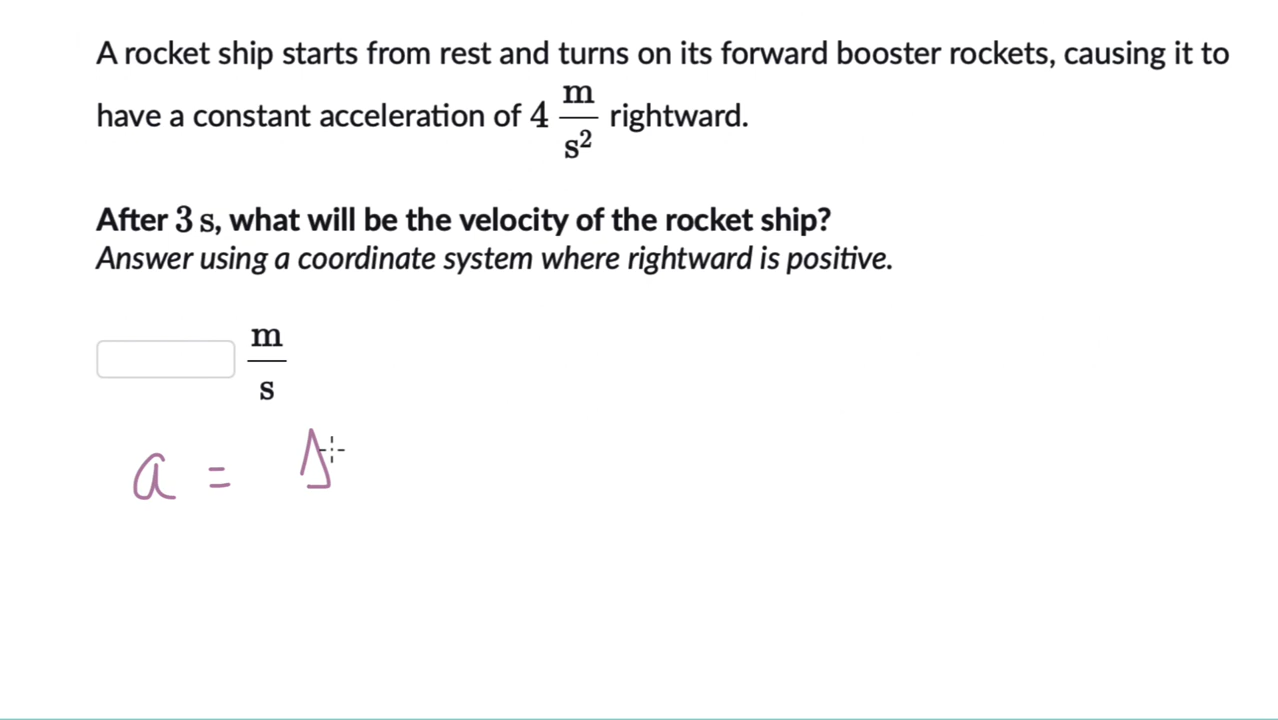 A rocket ship starts from rest and turns on its forward booster rockets, causing it to
have a constant acceleration of 4 m/s² rightward.
After 3 s, what will be the velocity of the rocket ship?
Answer using a coordinate system where rightward is positive.
m/s
a = Δ